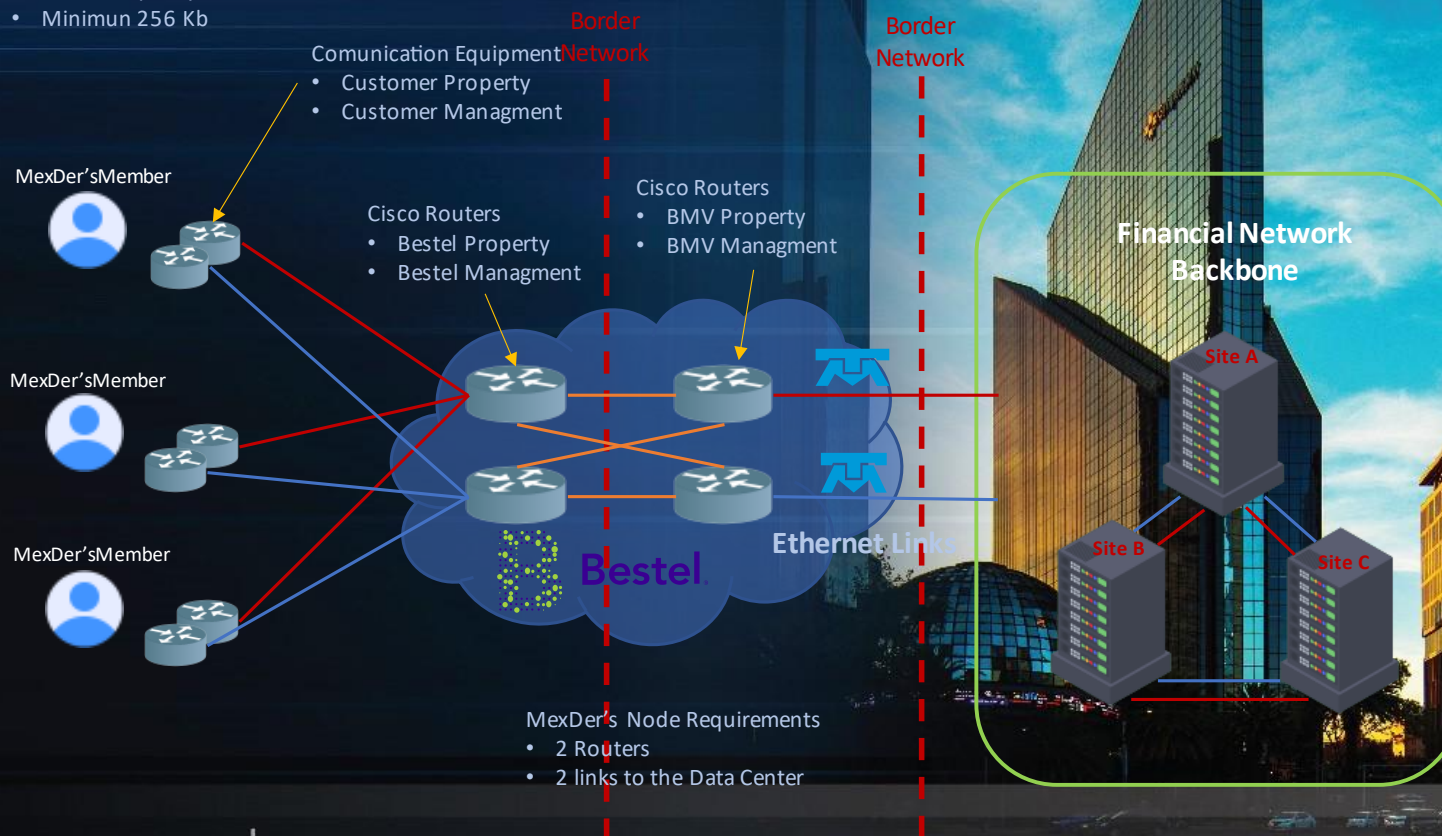 • Minimun 256 Kb
Border
Network
Border
Network
Comunication Equipment
• Customer Property
• Customer Managment
MexDer'sMember
Cisco Routers
• Bestel Property
• Bestel Managment
Cisco Routers
• BMV Property
• BMV Managment
Financial Network
Backbone
Site A
MexDer'sMember
Site B
Site C
Ethernet Links
MexDer'sMember
Bestel
MexDer's Node Requirements
• 2 Routers
• 2 links to the Data Center